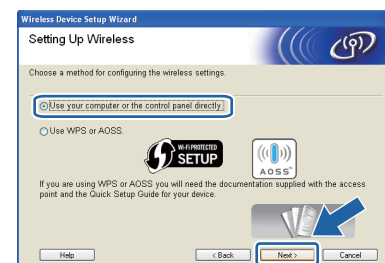 Wireless Device Setup Wizard
Setting Up Wireless
Choose a method for configuring the wireless settings.
Use your computer or the control panel directly.
Use WPS or AOSS.
Wi-Fi PROTECTED
SETUP
AOSS
If you are using WPS or AOSS you will need the documentation supplied with the access
point and the Quick Setup Guide for your device.
Help
< Back
Next >
Cancel